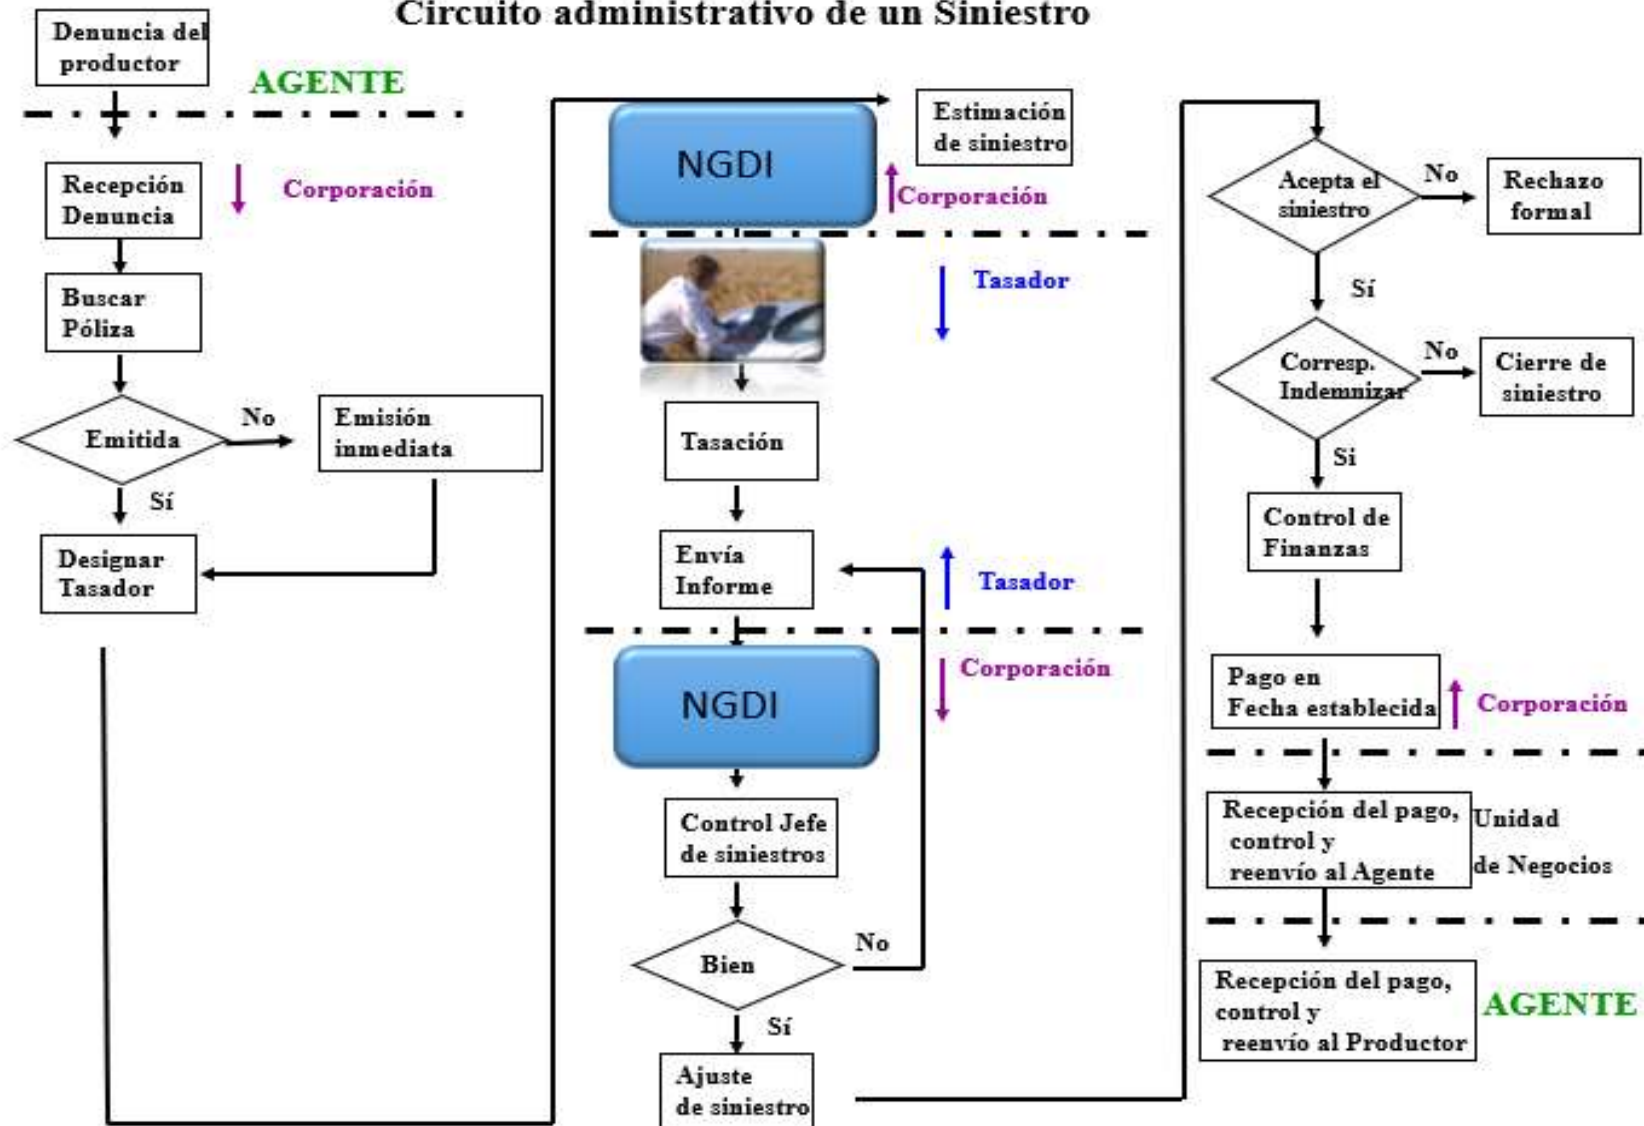 Circuito administrativo de un Siniestro
Denuncia del
productor
AGENTE
Recepción
Denuncia
Corporación
Buscar
Póliza
Emitida
No
Emisión
inmediata
Sí
Designar
Tasador
NGDI
Estimación
de siniestro
Corporación
Tasador
Tasación
Envía
Informe
Tasador
NGDI
Corporación
Control Jefe
de siniestros
Bien
No
Sí
Ajuste
de siniestro
Acepta el
siniestro
No
Rechazo
formal
Sí
Corresp.
Indemnizar
No
Cierre de
siniestro
Si
Control de
Finanzas
Pago en
Fecha establecida
Corporación
Recepción del pago,
control y
reenvío al Agente
Unidad
de Negocios
Recepción del pago,
control y
reenvío al Productor
AGENTE